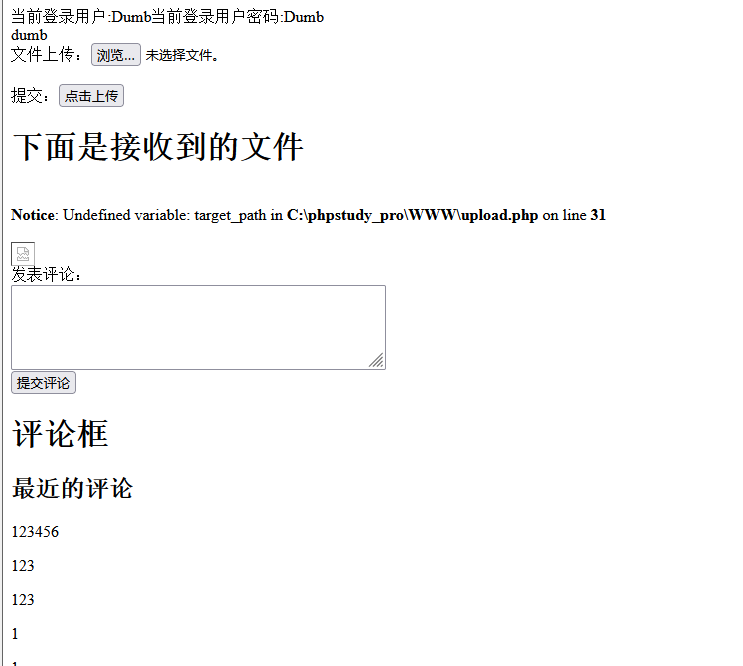 当前登录用户:Dumb当前登录用户密码:Dumb
dumb
文件上传：浏览... 未选择文件。
提交：点击上传
下面是接收到的文件
Notice: Undefined variable: target_path in C:\phpstudy_pro\WWW\upload.php on line 31
发表评论：
提交评论
评论框
最近的评论
123456
123
123
1